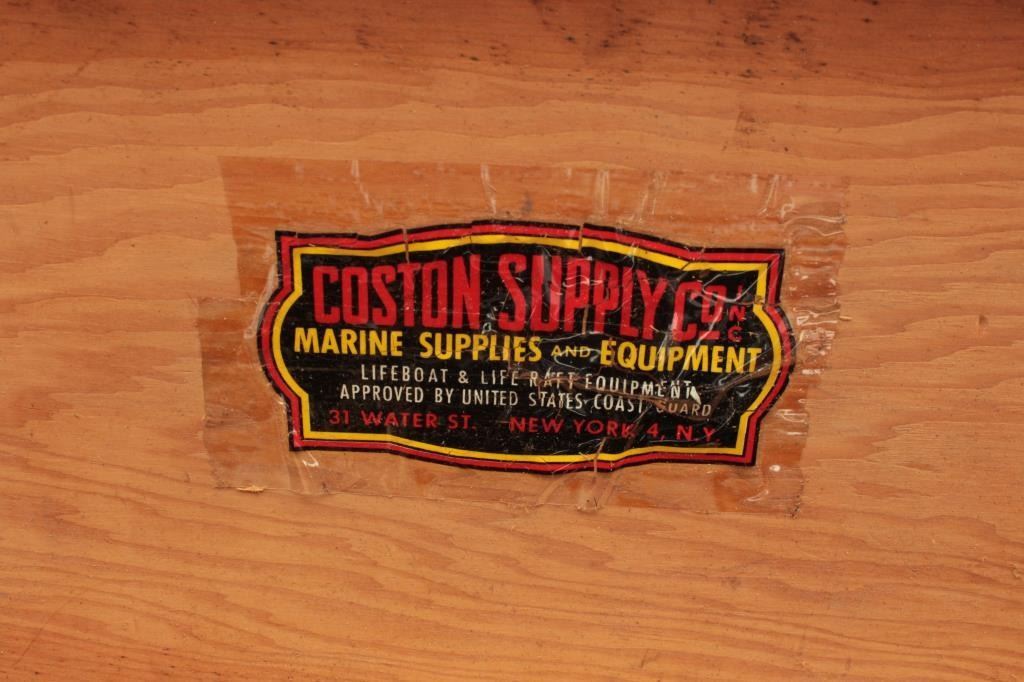 COSTON SUPPLY CO. INC
MARINE SUPPLIES AND EQUIPMENT
LIFEBOAT & LIFE RAFT EQUIPMENT
APPROVED BY UNITED STATES COAST GUARD
31 WATER ST. NEW YORK 4, N.Y.